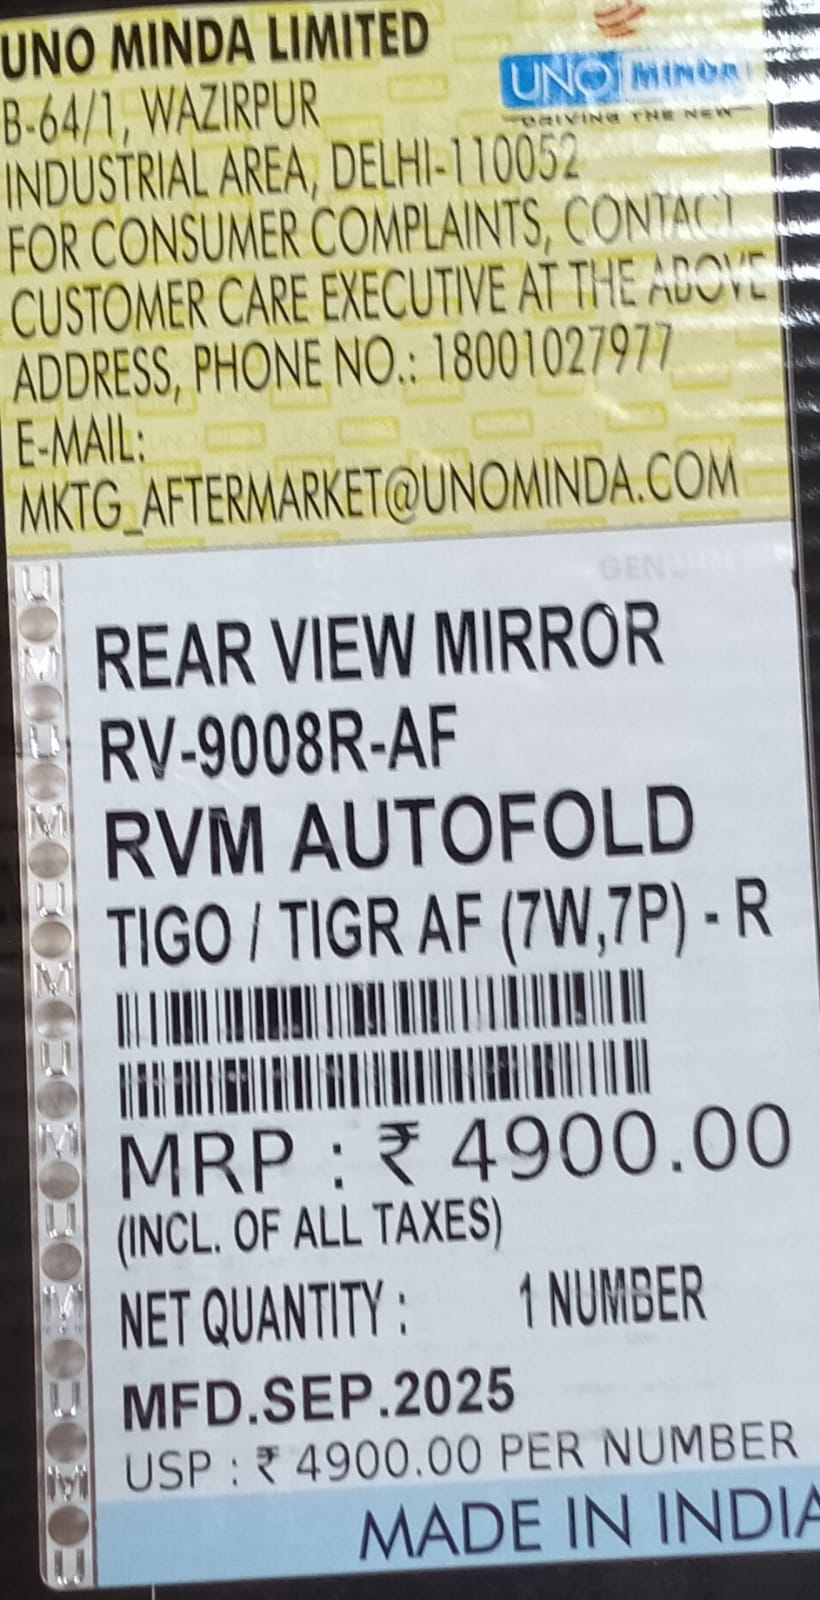 UNO MINDA LIMITED
UNO MINDA
DRIVING THE NEW
B-64/1, WAZIRPUR
INDUSTRIAL AREA, DELHI-110052
FOR CONSUMER COMPLAINTS, CONTACT
CUSTOMER CARE EXECUTIVE AT THE ABOVE
ADDRESS, PHONE NO.: 18001027977
E-MAIL:
MKTG_AFTERMARKET@UNOMINDA.COM
REAR VIEW MIRROR
RV-9008R-AF
RVM AUTOFOLD
TIGO / TIGR AF (7W,7P) - R
MRP : ₹ 4900.00
(INCL. OF ALL TAXES)
NET QUANTITY : 1 NUMBER
MFD.SEP.2025
USP : ₹ 4900.00 PER NUMBER
MADE IN INDIA